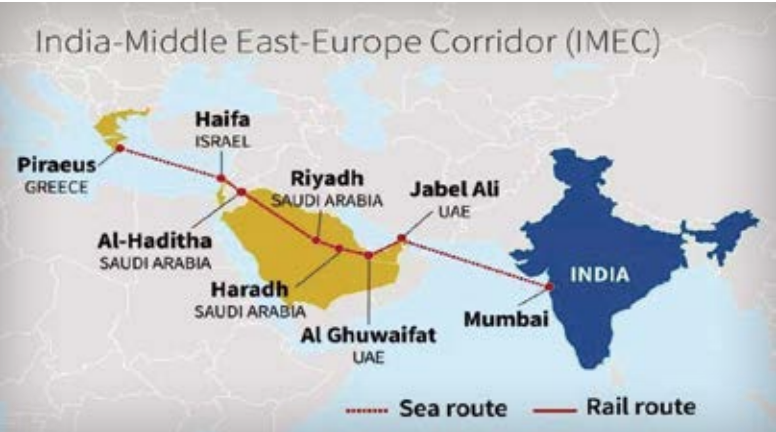 India-Middle East-Europe Corridor (IMEC)
Haifa
ISRAEL
Piraeus
GREECE
Riyadh
SAUDI ARABIA
Jabel Ali
UAE
Al-Haditha
SAUDI ARABIA
INDIA
Haradh
SAUDI ARABIA
Mumbai
Al Ghuwaifat
UAE
Sea route
Rail route